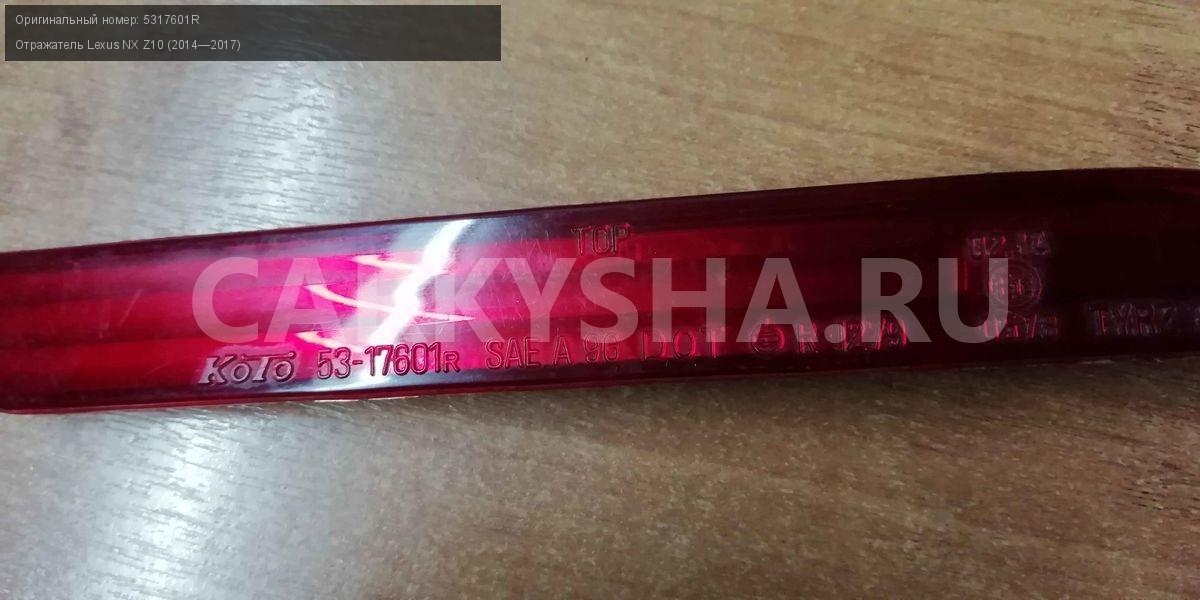 Оригинальный номер: 5317601R
Отражатель Lexus NX Z10 (2014—2017)
TOP
CARKYSHA.RU
KOITO 53-17601R SAE A 96 DOT